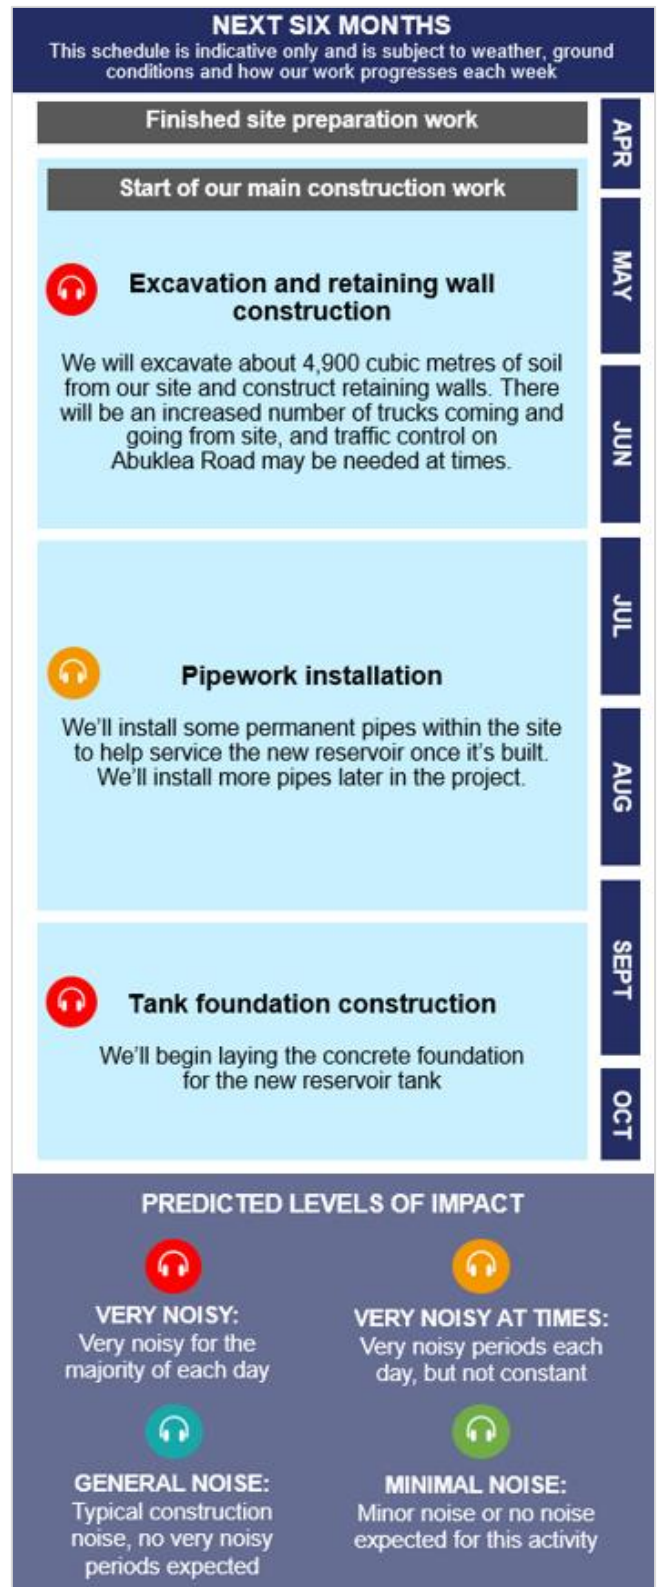 NEXT SIX MONTHS
This schedule is indicative only and is subject to weather, ground
conditions and how our work progresses each week
Finished site preparation work
APR
Start of our main construction work
MAY
Excavation and retaining wall
construction
We will excavate about 4,900 cubic metres of soil
from our site and construct retaining walls. There
will be an increased number of trucks coming and
going from site, and traffic control on
Abuklea Road may be needed at times.
JUN
JUL
Pipework installation
We'll install some permanent pipes within the site
to help service the new reservoir once it's built.
We'll install more pipes later in the project.
AUG
SEPT
Tank foundation construction
We'll begin laying the concrete foundation
for the new reservoir tank
OCT
PREDICTED LEVELS OF IMPACT
VERY NOISY:
Very noisy for the
majority of each day
VERY NOISY AT TIMES:
Very noisy periods each
day, but not constant
GENERAL NOISE:
Typical construction
noise, no very noisy
periods expected
MINIMAL NOISE:
Minor noise or no noise
expected for this activity